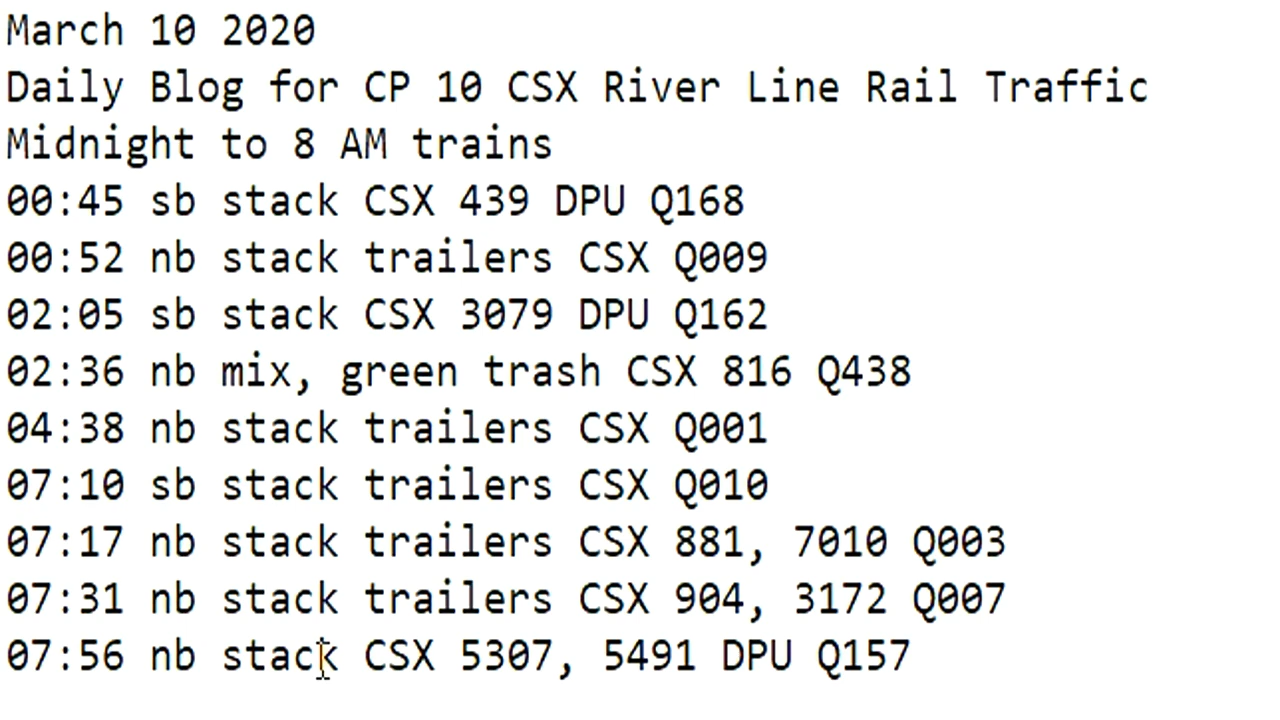 March 10 2020
Daily Blog for CP 10 CSX River Line Rail Traffic
Midnight to 8 AM trains
00:45 sb stack CSX 439 DPU Q168
00:52 nb stack trailers CSX Q009
02:05 sb stack CSX 3079 DPU Q162
02:36 nb mix, green trash CSX 816 Q438
04:38 nb stack trailers CSX Q001
07:10 sb stack trailers CSX Q010
07:17 nb stack trailers CSX 881, 7010 Q003
07:31 nb stack trailers CSX 904, 3172 Q007
07:56 nb stack CSX 5307, 5491 DPU Q157